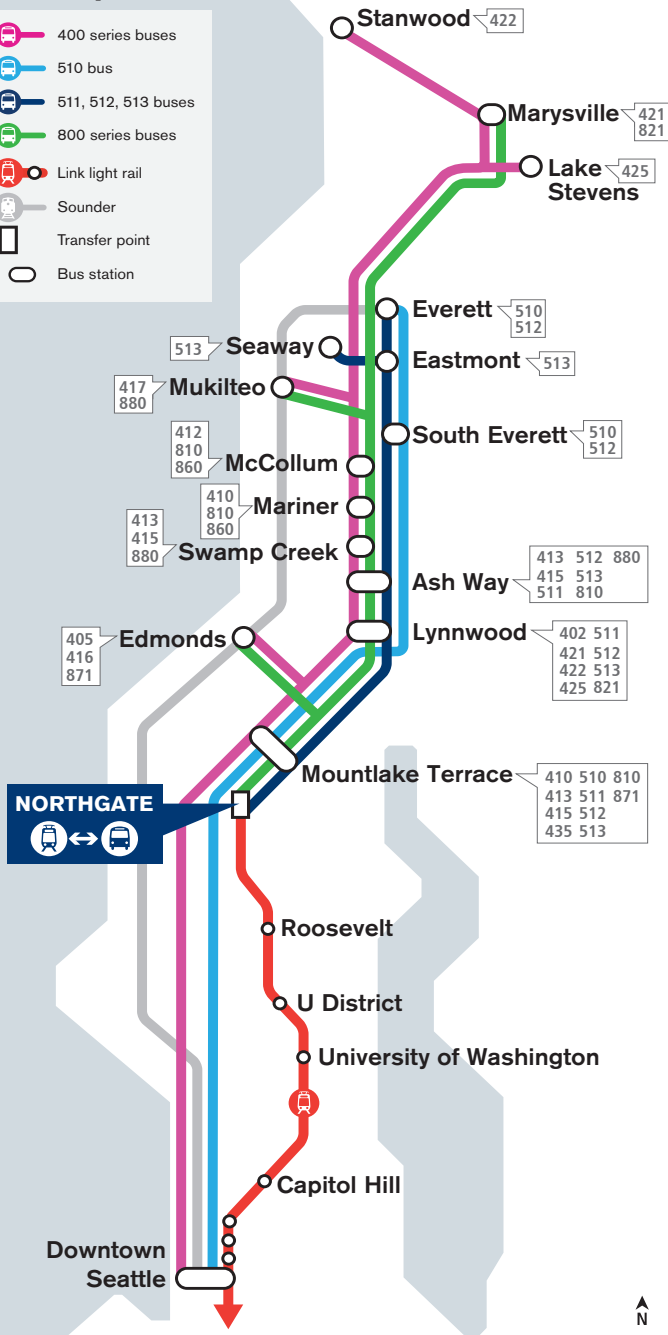 400 series buses
510 bus
511, 512, 513 buses
800 series buses
Link light rail
Sounder
Transfer point
Bus station
Stanwood
422
Marysville
421
821
Lake
Stevens
425
Everett
510
512
Seaway
513
Eastmont
513
Mukilteo
417
880
South Everett
510
512
McCollum
412
810
860
Mariner
410
810
860
Swamp Creek
413
415
880
Ash Way
413 512 880
415 513
511 810
Edmonds
405
416
871
Lynnwood
402 511
421 512
422 513
425 821
Mountlake Terrace
410 510 810
413 511 871
415 512
435 513
NORTHGATE
Roosevelt
U District
University of Washington
Capitol Hill
Downtown
Seattle
N